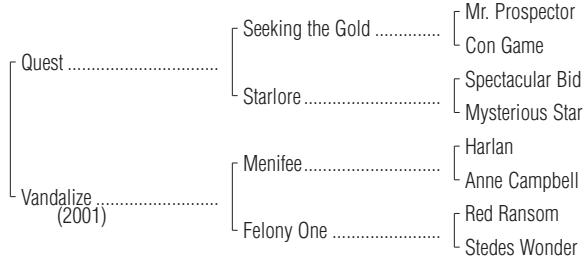 Mr. Prospector
Seeking the Gold ..............
Con Game
Quest ................................
Spectacular Bid
Starlore.............................
Mysterious Star
Harlan
Menifee.............................
Anne Campbell
Vandalize ..........................
(2001)
Red Ransom
Felony One .......................
Stedes Wonder